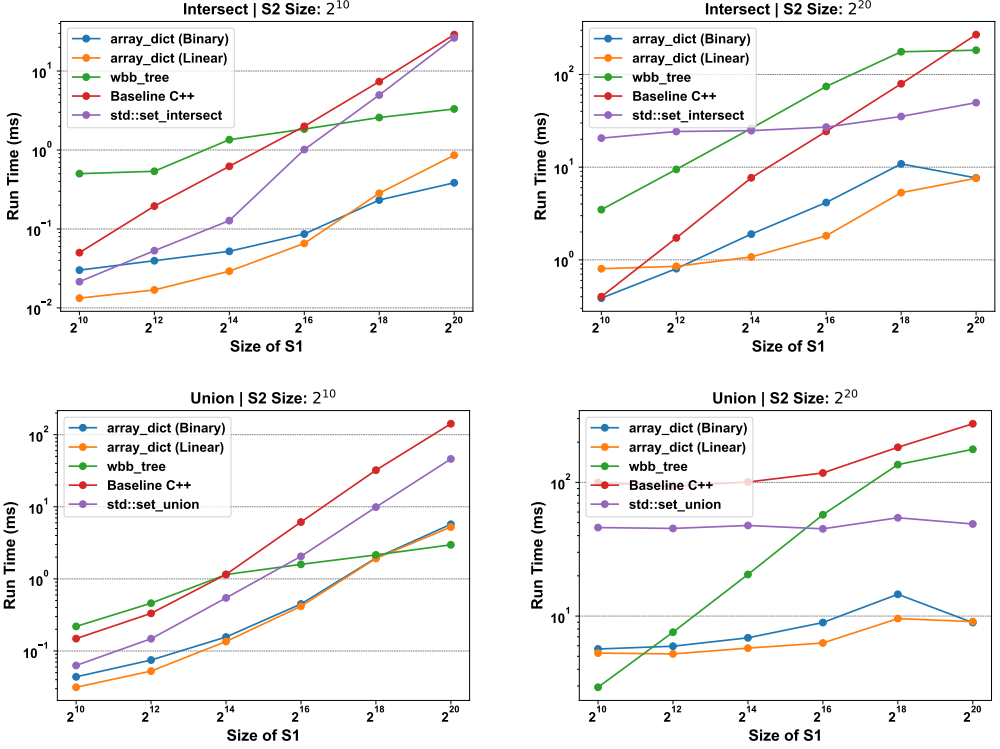 Intersect | S2 Size: 2^10
array_dict (Binary)
array_dict (Linear)
wbb_tree
Baseline C++
std::set_intersect
Run Time (ms)
10^1
10^0
10^−1
10^−2
2^10 2^12 2^14 2^16 2^18 2^20
Size of S1
Intersect | S2 Size: 2^20
array_dict (Binary)
array_dict (Linear)
wbb_tree
Baseline C++
std::set_intersect
Run Time (ms)
10^2
10^1
10^0
2^10 2^12 2^14 2^16 2^18 2^20
Size of S1
Union | S2 Size: 2^10
array_dict (Binary)
array_dict (Linear)
wbb_tree
Baseline C++
std::set_union
Run Time (ms)
10^2
10^1
10^0
10^−1
2^10 2^12 2^14 2^16 2^18 2^20
Size of S1
Union | S2 Size: 2^20
array_dict (Binary)
array_dict (Linear)
wbb_tree
Baseline C++
std::set_union
Run Time (ms)
10^2
10^1
2^10 2^12 2^14 2^16 2^18 2^20
Size of S1